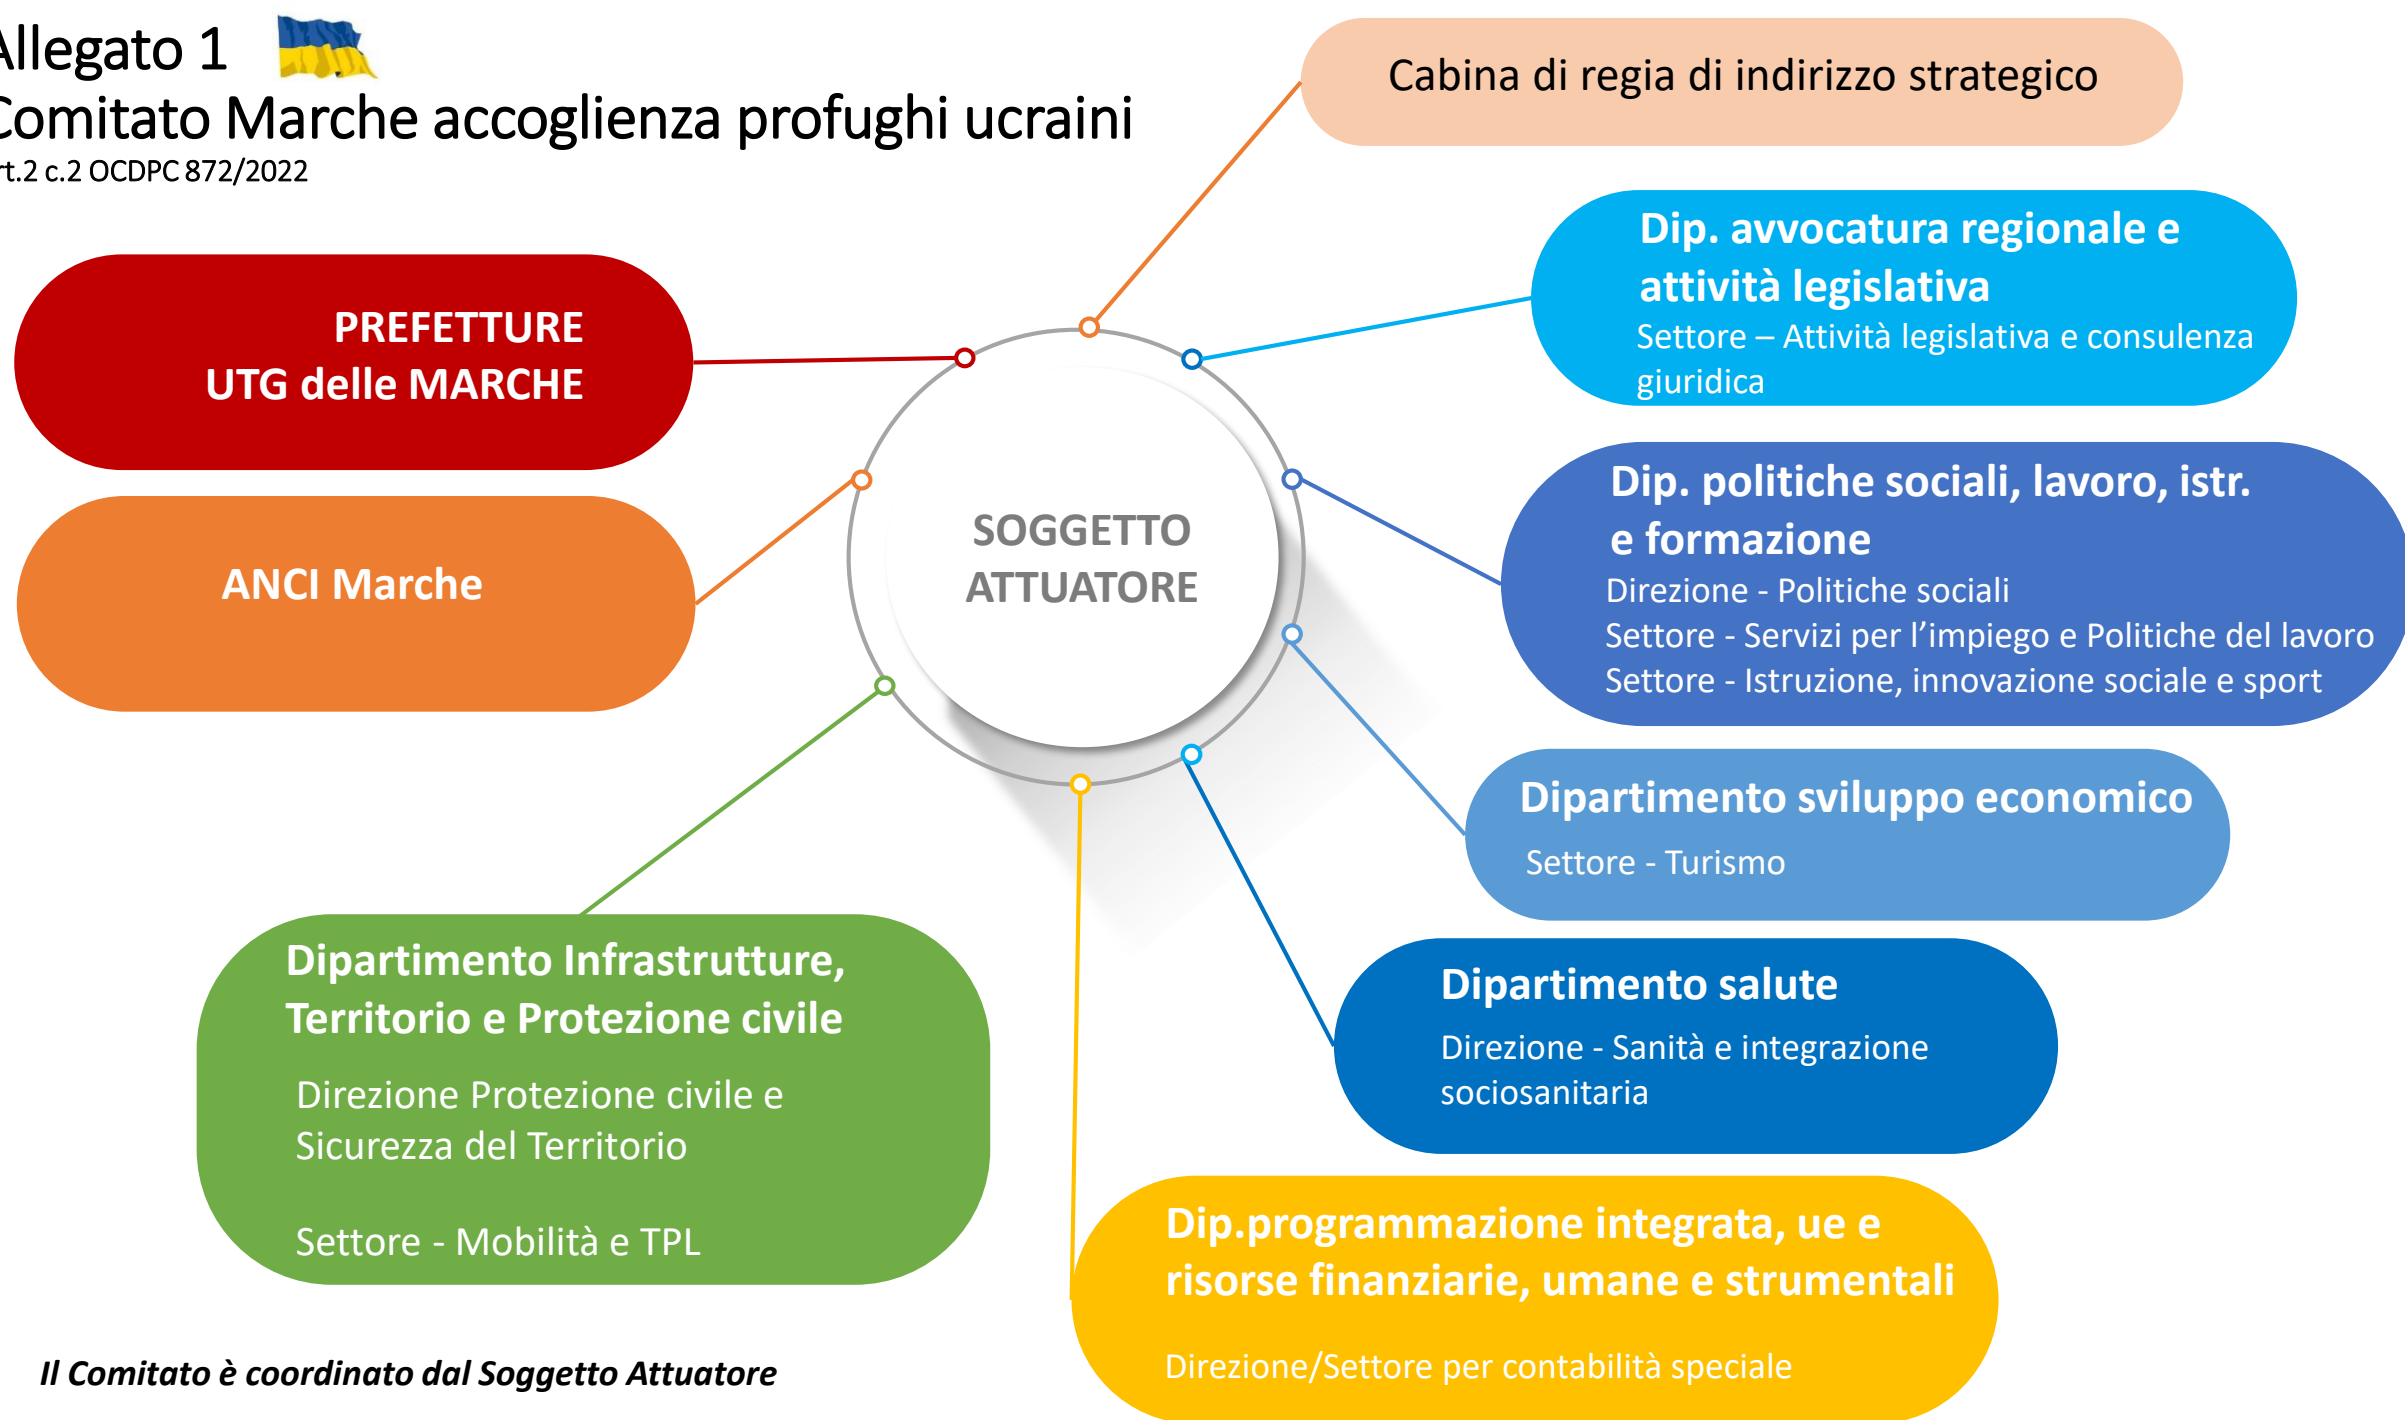 Allegato 1
Comitato Marche accoglienza profughi ucraini
rt.2 c.2 OCDPC 872/2022
Cabina di regia di indirizzo strategico
Dip. avvocatura regionale e
attività legislativa
Settore – Attività legislativa e consulenza
giuridica
PREFETTURE
UTG delle MARCHE
ANCI Marche
SOGGETTO
ATTUATORE
Dip. politiche sociali, lavoro, istr.
e formazione
Direzione - Politiche sociali
Settore - Servizi per l’impiego e Politiche del lavoro
Settore - Istruzione, innovazione sociale e sport
Dipartimento sviluppo economico
Settore - Turismo
Dipartimento salute
Direzione - Sanità e integrazione
sociosanitaria
Dipartimento Infrastrutture,
Territorio e Protezione civile
Direzione Protezione civile e
Sicurezza del Territorio
Settore - Mobilità e TPL
Dip.programmazione integrata, ue e
risorse finanziarie, umane e strumentali
Direzione/Settore per contabilità speciale
Il Comitato è coordinato dal Soggetto Attuatore